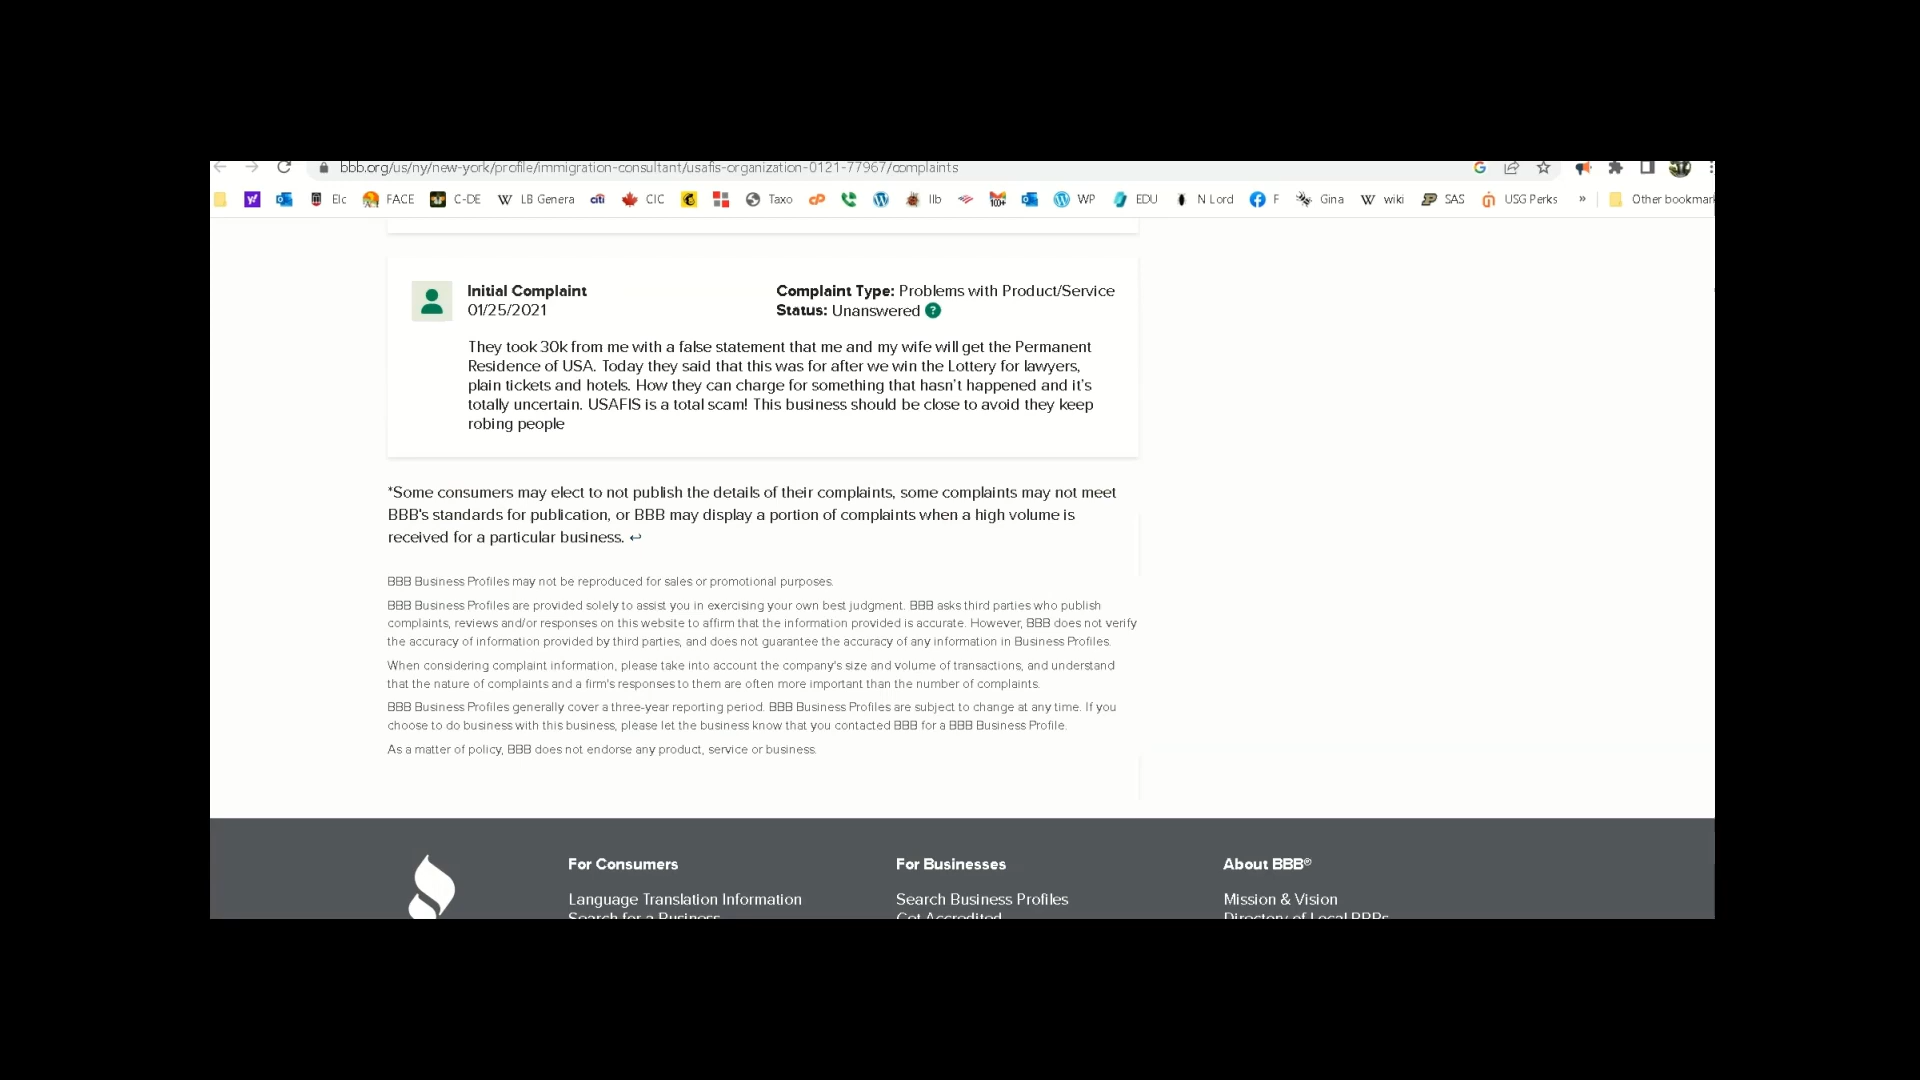 bbb.org/us/ny/new-york/profile/immigration-consultant/usafis-organization-0121-77967/complaints
Elc FACE C-DE LB Genera citi CIC Taxo cP llb 100+ WP EDU N Lord F Gina wiki SAS USG Perks » Other bookmar
Initial Complaint
01/25/2021
Complaint Type: Problems with Product/Service
Status: Unanswered ?
They took 30k from me with a false statement that me and my wife will get the Permanent
Residence of USA. Today they said that this was for after we win the Lottery for lawyers,
plain tickets and hotels. How they can charge for something that hasn't happened and it's
totally uncertain. USAFIS is a total scam! This business should be close to avoid they keep
robing people
*Some consumers may elect to not publish the details of their complaints, some complaints may not meet
BBB's standards for publication, or BBB may display a portion of complaints when a high volume is
received for a particular business. ↩
BBB Business Profiles may not be reproduced for sales or promotional purposes.
BBB Business Profiles are provided solely to assist you in exercising your own best judgment. BBB asks third parties who publish
complaints, reviews and/or responses on this website to affirm that the information provided is accurate. However, BBB does not verify
the accuracy of information provided by third parties, and does not guarantee the accuracy of any information in Business Profiles.
When considering complaint information, please take into account the company's size and volume of transactions, and understand
that the nature of complaints and a firm's responses to them are often more important than the number of complaints.
BBB Business Profiles generally cover a three-year reporting period. BBB Business Profiles are subject to change at any time. If you
choose to do business with this business, please let the business know that you contacted BBB for a BBB Business Profile.
As a matter of policy, BBB does not endorse any product, service or business.
For Consumers
Language Translation Information
Search for a Business
For Businesses
Search Business Profiles
Get Accredited
About BBB®
Mission & Vision
Directory of Local BBBs